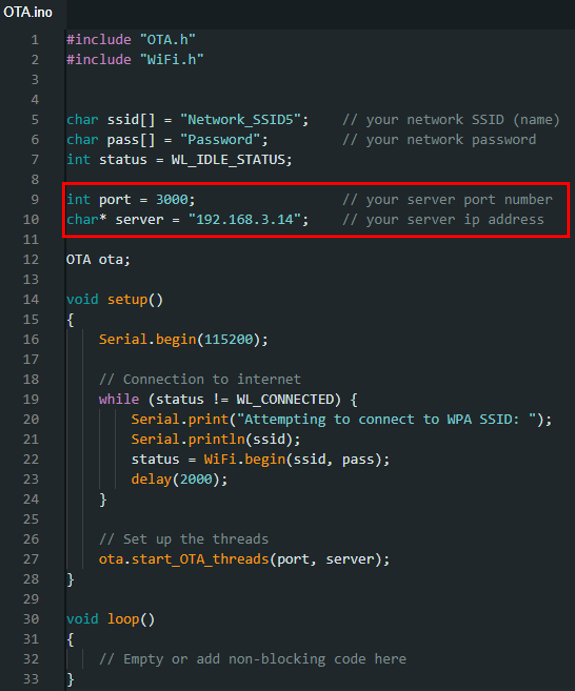 OTA.ino
1 #include "OTA.h"
2 #include "WiFi.h"
3
4
5 char ssid[] = "Network_SSID5";    // your network SSID (name)
6 char pass[] = "Password";         // your network password
7 int status = WL_IDLE_STATUS;
8
9 int port = 3000;                  // your server port number
10 char* server = "192.168.3.14";    // your server ip address
11
12 OTA ota;
13
14 void setup()
15 {
16     Serial.begin(115200);
17
18     // Connection to internet
19     while (status != WL_CONNECTED) {
20         Serial.print("Attempting to connect to WPA SSID: ");
21         Serial.println(ssid);
22         status = WiFi.begin(ssid, pass);
23         delay(2000);
24     }
25
26     // Set up the threads
27     ota.start_OTA_threads(port, server);
28 }
29
30 void loop()
31 {
32     // Empty or add non-blocking code here
33 }